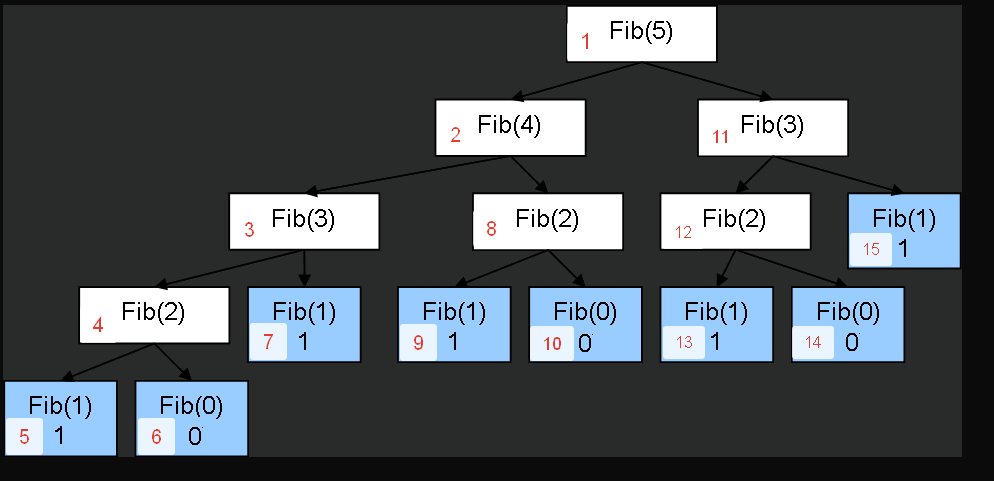 Fib(5)
1
Fib(4)
2
Fib(3)
11
Fib(3)
3
Fib(2)
8
Fib(2)
12
Fib(1)
15 1
Fib(2)
4
Fib(1)
7 1
Fib(1)
9 1
Fib(0)
10 0
Fib(1)
13 1
Fib(0)
14 0
Fib(1)
5 1
Fib(0)
6 0